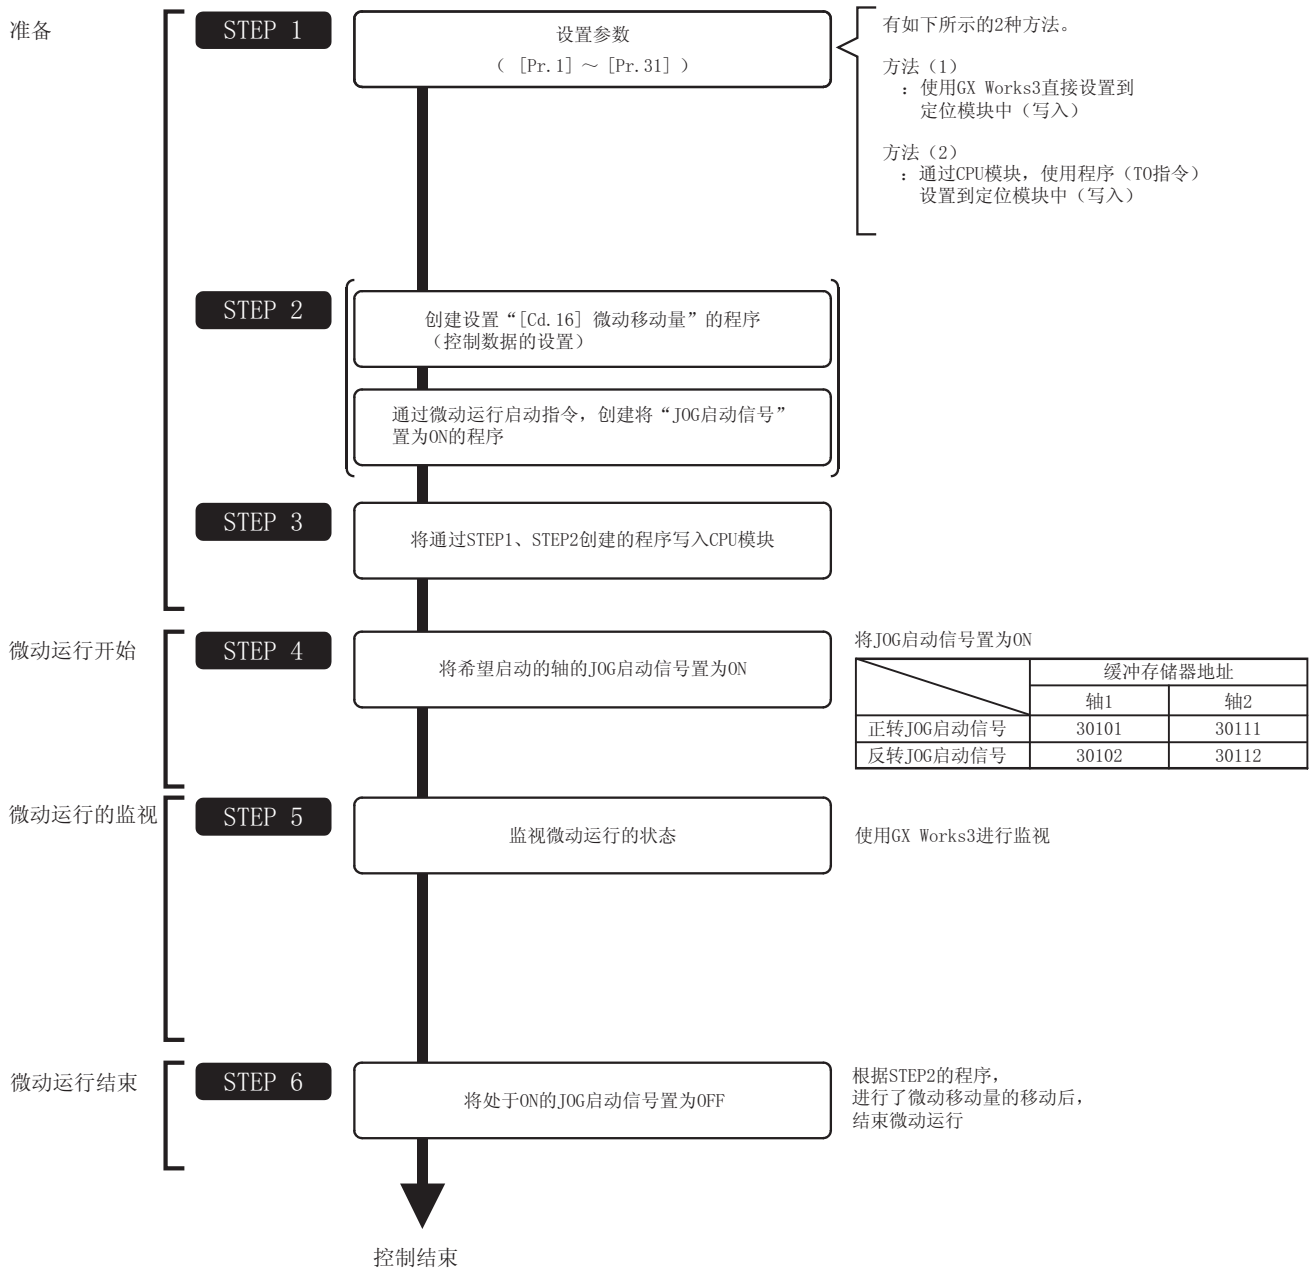 准备
STEP 1
设置参数
（ [Pr.1] ～ [Pr.31] ）
有如下所示的2种方法。
方法（1）
：使用GX Works3直接设置到
定位模块中（写入）
方法（2）
：通过CPU模块，使用程序（TO指令）
设置到定位模块中（写入）
STEP 2
创建设置“[Cd.16] 微动移动量”的程序
（控制数据的设置）
通过微动运行启动指令，创建将“JOG启动信号”
置为ON的程序
STEP 3
将通过STEP1、STEP2创建的程序写入CPU模块
微动运行开始
STEP 4
将希望启动的轴的JOG启动信号置为ON
将JOG启动信号置为ON
缓冲存储器地址
轴1 轴2
正转JOG启动信号 30101 30111
反转JOG启动信号 30102 30112
微动运行的监视
STEP 5
监视微动运行的状态
使用GX Works3进行监视
微动运行结束
STEP 6
将处于ON的JOG启动信号置为OFF
根据STEP2的程序，
进行了微动移动量的移动后，
结束微动运行
控制结束